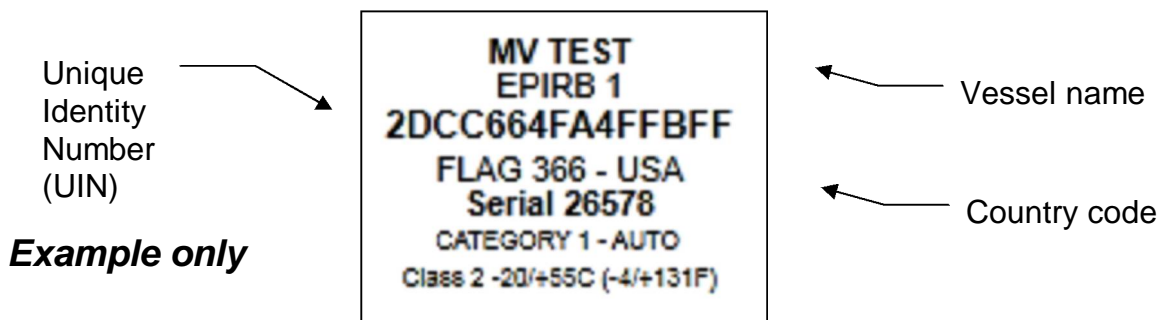 Unique
Identity
Number
(UIN)
Example only
MV TEST
EPIRB 1
2DCC664FA4FFBFF
FLAG 366 - USA
Serial 26578
CATEGORY 1 - AUTO
Class 2 -20/+55C (-4/+131F)
Vessel name
Country code